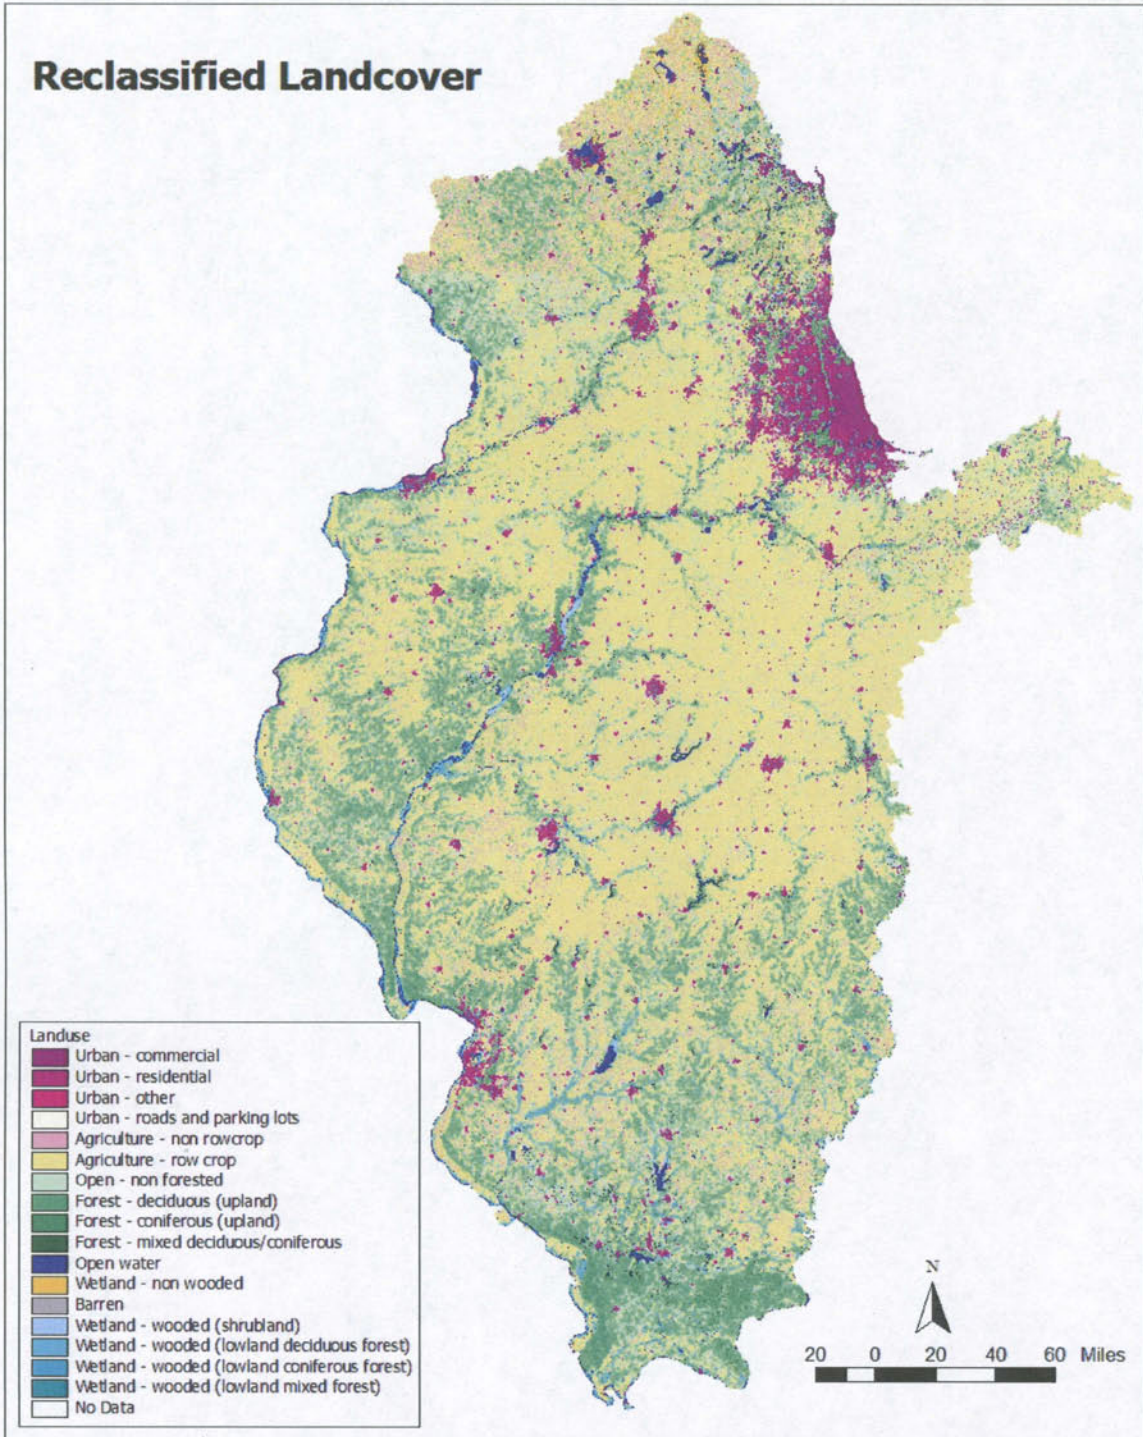 Reclassified Landcover
Landuse
Urban - commercial
Urban - residential
Urban - other
Urban - roads and parking lots
Agriculture - non rowcrop
Agriculture - row crop
Open - non forested
Forest - deciduous (upland)
Forest - coniferous (upland)
Forest - mixed deciduous/coniferous
Open water
Wetland - non wooded
Barren
Wetland - wooded (shrubland)
Wetland - wooded (lowland deciduous forest)
Wetland - wooded (lowland coniferous forest)
Wetland - wooded (lowland mixed forest)
No Data
N
20 0 20 40 60 Miles